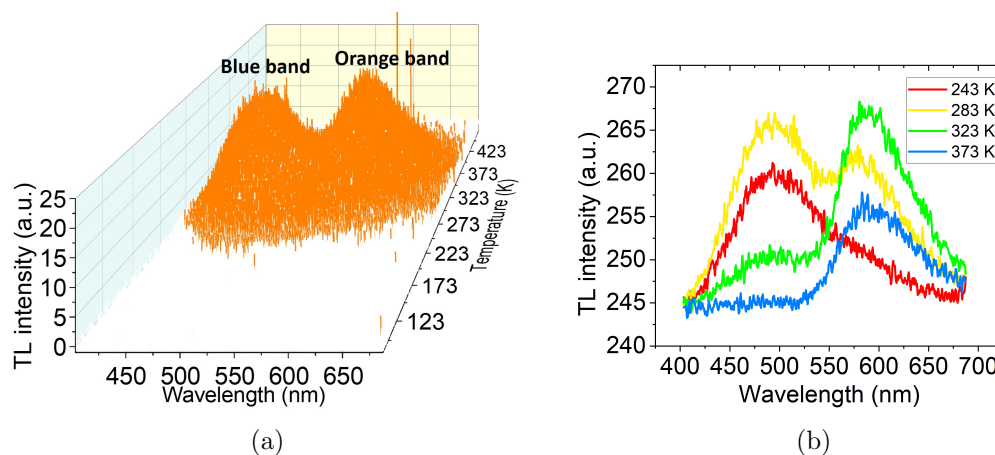 Blue band
Orange band
TL intensity (a.u.)
25
20
15
10
5
0
450
500
550
600
650
Wavelength (nm)
423
373
323
273
223
173
123
Temperature (K)
(a)
TL intensity (a.u.)
270
265
260
255
250
245
240
243 K
283 K
323 K
373 K
400
450
500
550
600
650
700
Wavelength (nm)
(b)